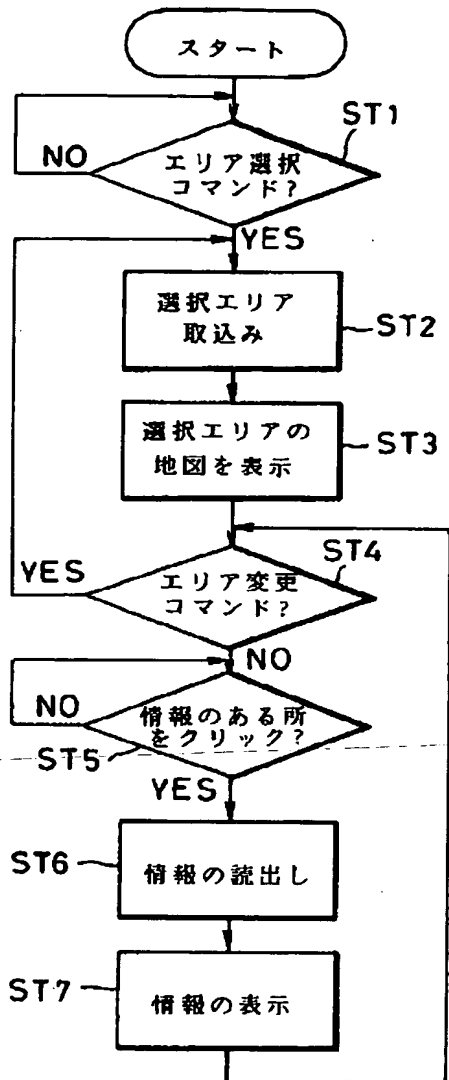 スタート
ST1
NO
エリア選択
コマンド?
YES
選択エリア
取込み
ST2
選択エリアの
地図を表示
ST3
ST4
YES
エリア変更
コマンド?
NO
NO
情報のある所
をクリック?
ST5
YES
ST6
情報の読出し
ST7
情報の表示